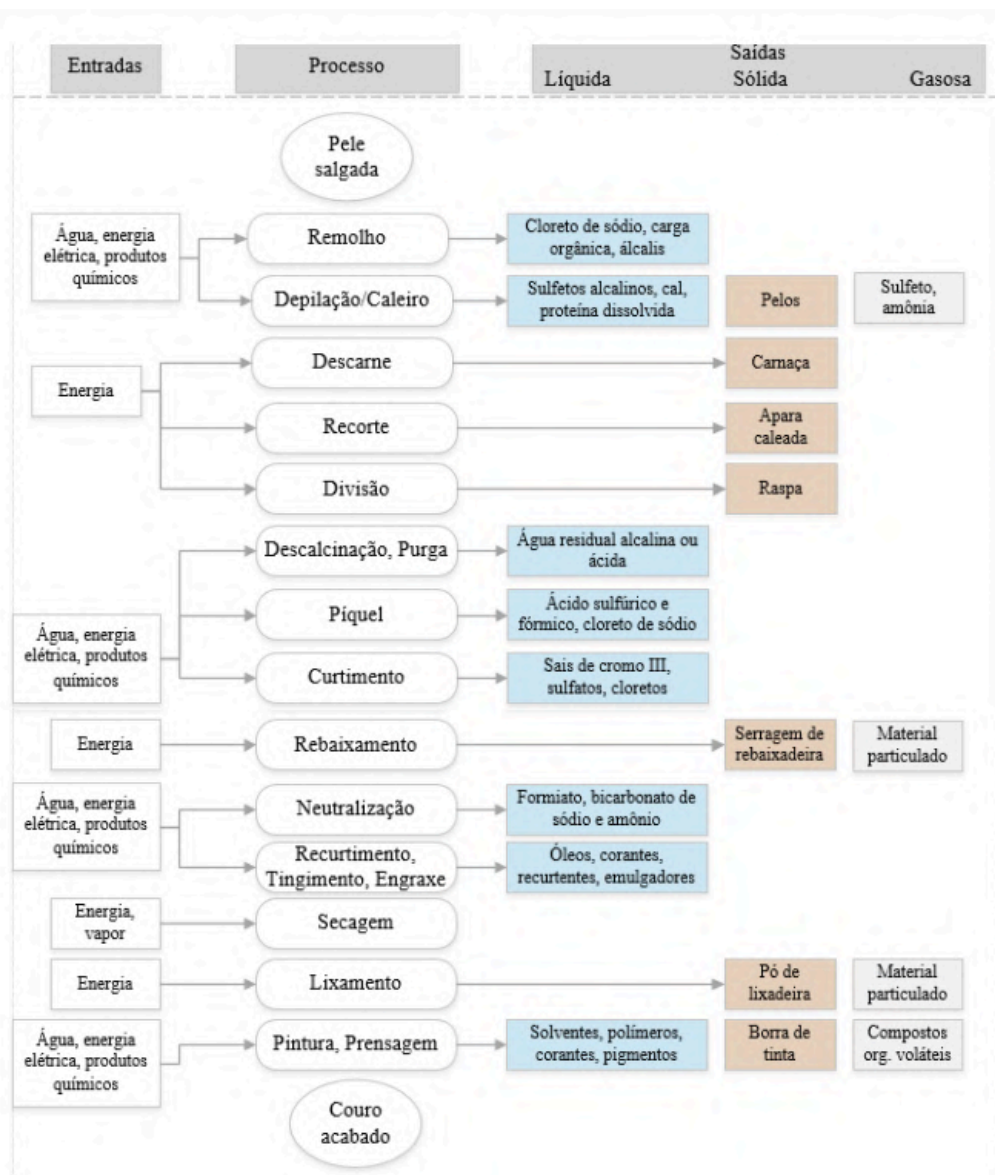 Entradas
Processo
Saídas
Líquida
Sólida
Gasosa
Pele
salgada
Água, energia
elétrica, produtos
químicos
Remolho
Cloreto de sódio, carga
orgânica, álcalis
Depilação/Caleiro
Sulfetos alcalinos, cal,
proteína dissolvida
Pelos
Sulfeto,
amônia
Energia
Descarne
Carnaça
Recorte
Apara
caleada
Divisão
Raspa
Água, energia
elétrica, produtos
químicos
Descalcinação, Purga
Água residual alcalina ou
ácida
Píquel
Ácido sulfúrico e
fórmico, cloreto de sódio
Curtimento
Sais de cromo III,
sulfatos, cloretos
Energia
Rebaixamento
Serragem de
rebaixadeira
Material
particulado
Água, energia
elétrica, produtos
químicos
Neutralização
Formiato, bicarbonato de
sódio e amônio
Recurtimento,
Tingimento, Engraxe
Óleos, corantes,
recurtentes, emulgadores
Energia,
vapor
Secagem
Energia
Lixamento
Pó de
lixadeira
Material
particulado
Água, energia
elétrica, produtos
químicos
Pintura, Prensagem
Solventes, polímeros,
corantes, pigmentos
Borra de
tinta
Compostos
org. voláteis
Couro
acabado